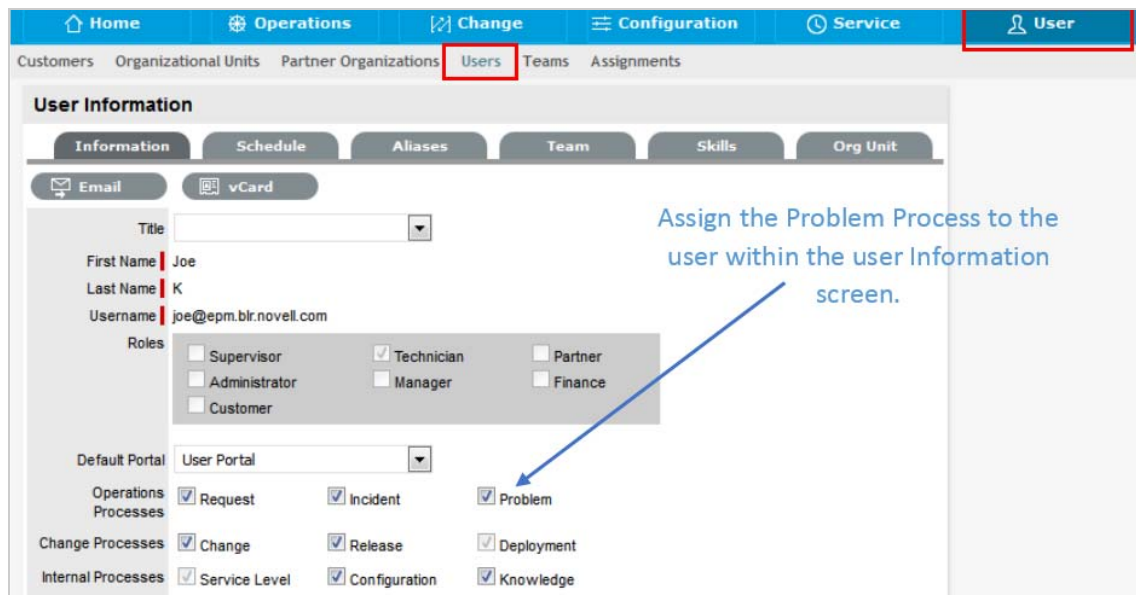 Home Operations Change Configuration Service User
Customers Organizational Units Partner Organizations Users Teams Assignments
User Information
Information Schedule Aliases Team Skills Org Unit
Email vCard
Title
First Name Joe
Last Name K
Username joe@epm.blr.novell.com
Roles
Supervisor Technician Partner
Administrator Manager Finance
Customer
Assign the Problem Process to the
user within the user Information
screen.
Default Portal User Portal
Operations
Processes
Request Incident Problem
Change Processes Change Release Deployment
Internal Processes Service Level Configuration Knowledge